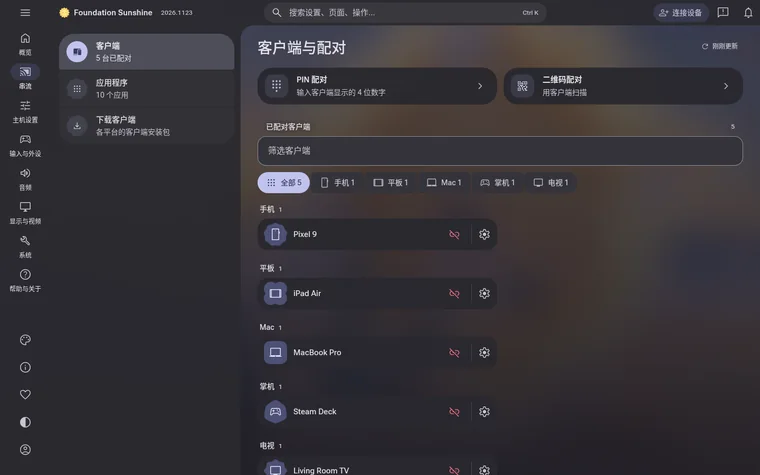 Foundation Sunshine 2026.1123
搜索设置、页面、操作...
Ctrl K
连接设备
概览
串流
主机设置
输入与外设
音频
显示与视频
系统
帮助与关于
客户端
5 台已配对
应用程序
10 个应用
下载客户端
各平台的客户端安装包
客户端与配对
刚刚更新
PIN 配对
输入客户端显示的 4 位数字
二维码配对
用客户端扫描
已配对客户端
5
筛选客户端
全部 5
手机 1
平板 1
Mac 1
掌机 1
电视 1
手机 1
Pixel 9
平板 1
iPad Air
Mac 1
MacBook Pro
掌机 1
Steam Deck
电视 1
Living Room TV